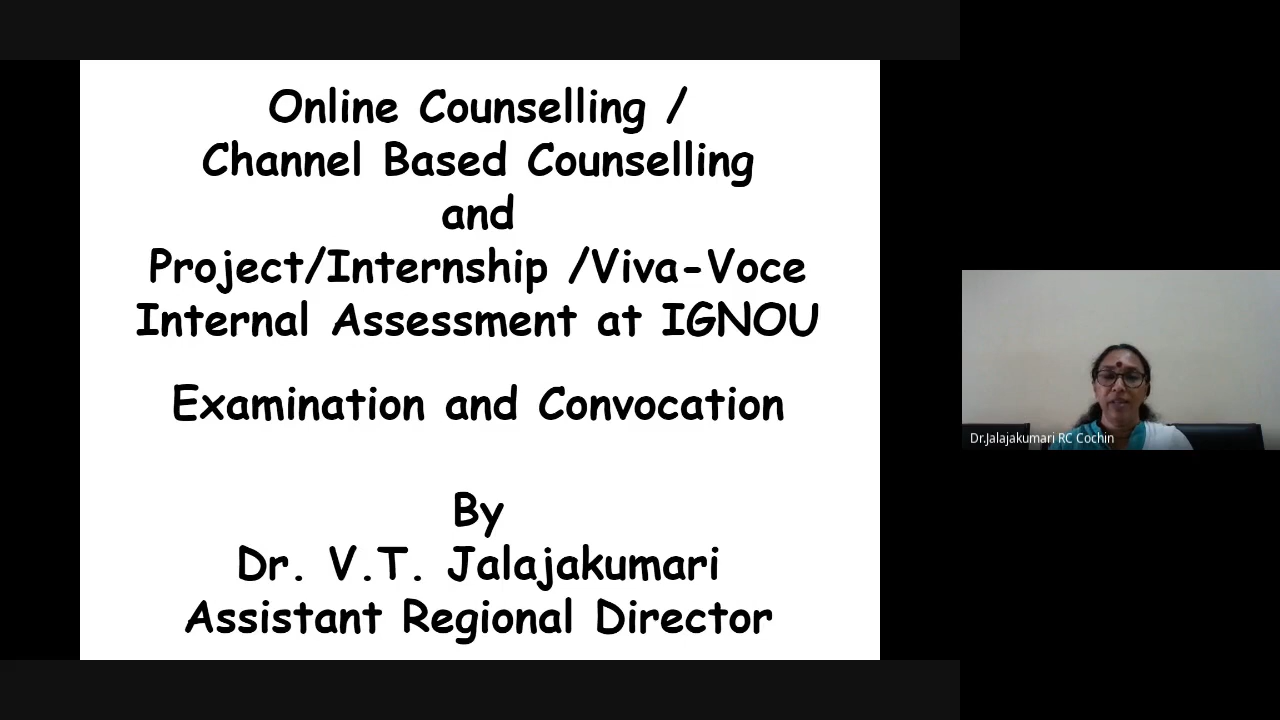 Online Counselling /
Channel Based Counselling
and
Project/Internship /Viva-Voce
Internal Assessment at IGNOU
Examination and Convocation
By
Dr. V.T. Jalajakumari
Assistant Regional Director
Dr.Jalajakumari RC Cochin